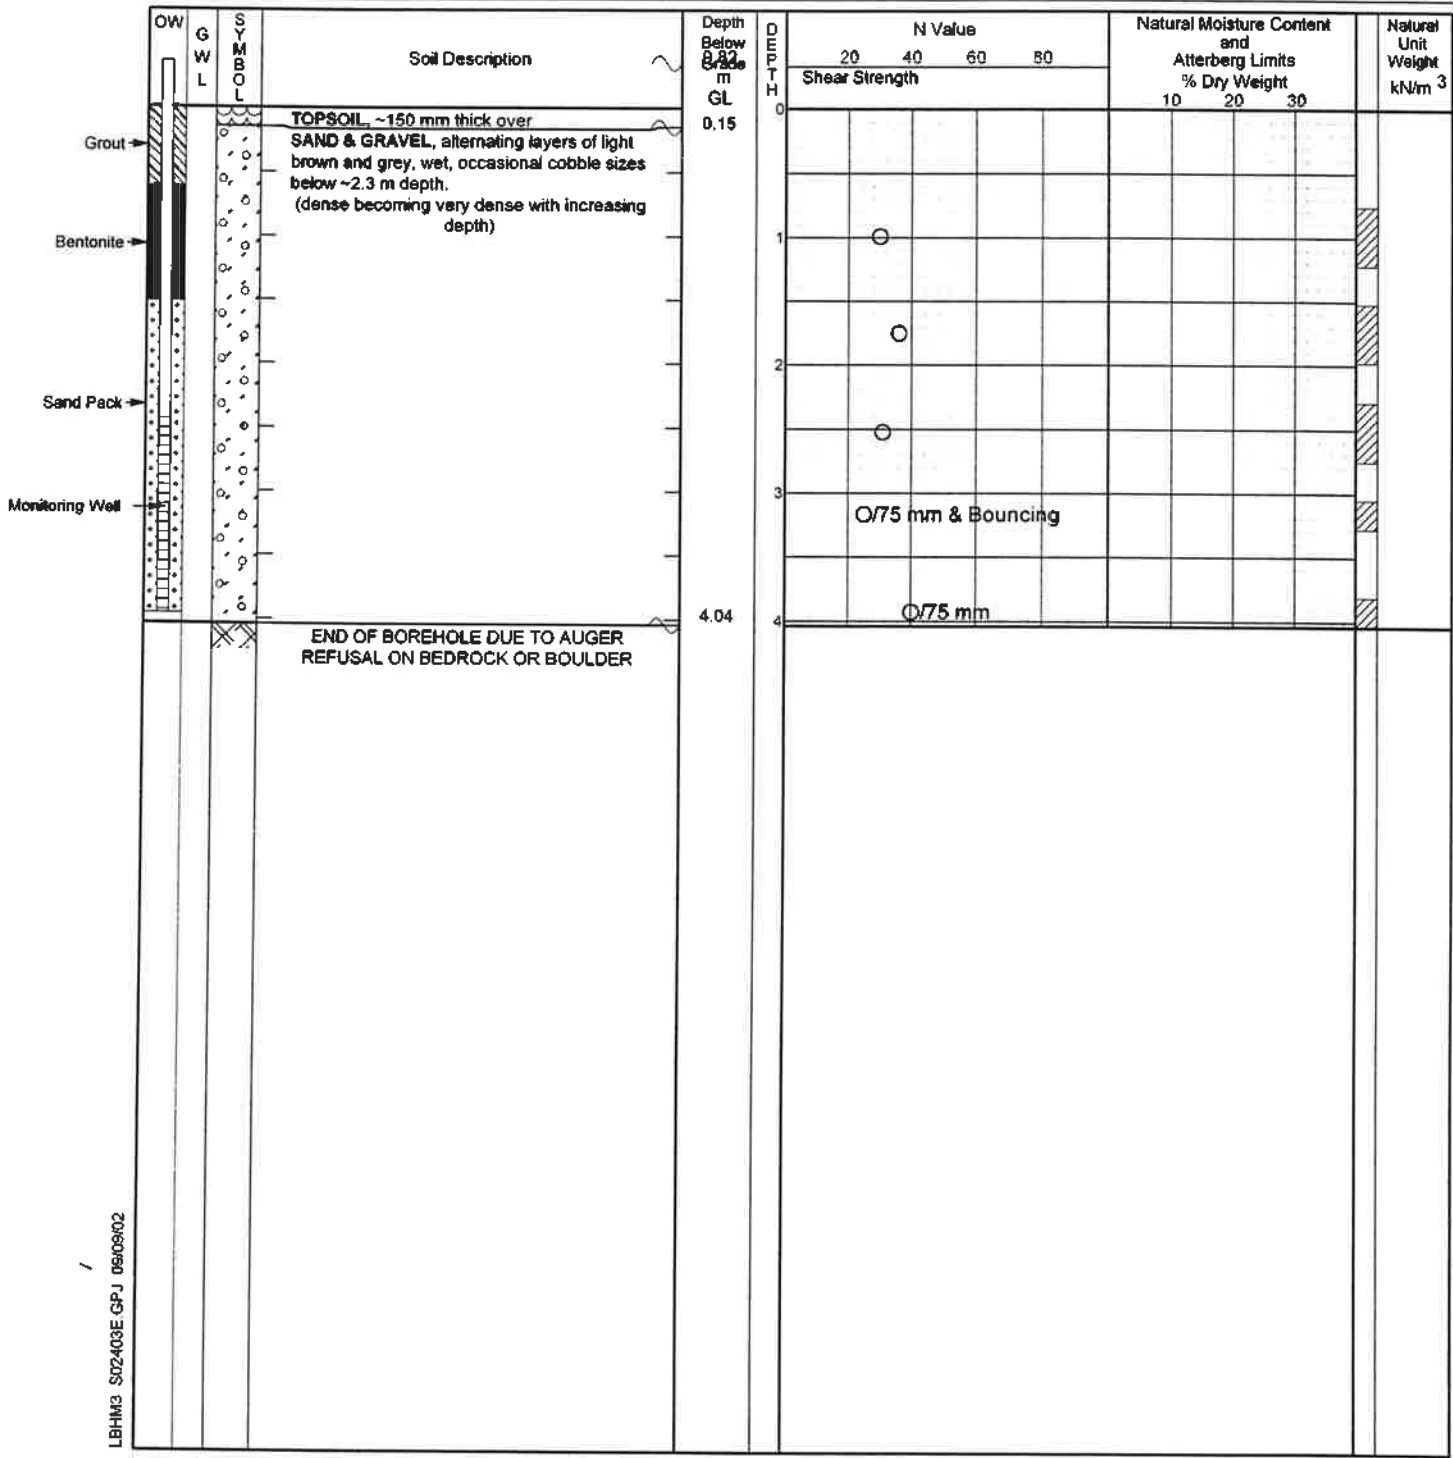 OW
G
W
L
S
Y
M
B
O
L
Soil Description
Depth
Below
Grade
m
GL
D
E
P
T
H
N Value
20 40 60 80
Shear Strength
Natural Moisture Content
and
Atterberg Limits
% Dry Weight
10 20 30
Natural
Unit
Weight
kN/m 3
0
TOPSOIL, ~150 mm thick over
0.15
SAND & GRAVEL, alternating layers of light
brown and grey, wet, occasional cobble sizes
below ~2.3 m depth.
(dense becoming very dense with increasing
depth)
Grout
Bentonite
1
2
Sand Pack
3
Monitoring Well
O/75 mm & Bouncing
O/75 mm
4.04
4
END OF BOREHOLE DUE TO AUGER
REFUSAL ON BEDROCK OR BOULDER
LBHM3 S02403E.GPJ 09/09/02